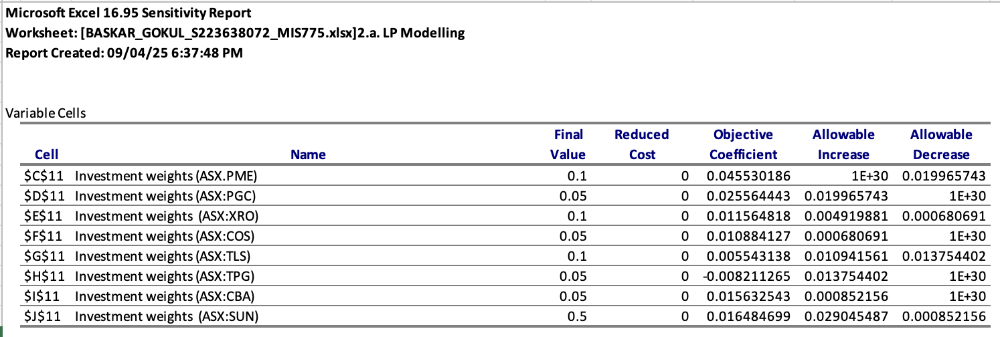 Microsoft Excel 16.95 Sensitivity Report
Worksheet: [BASKAR_GOKUL_S223638072_MIS775.xlsx]2.a. LP Modelling
Report Created: 09/04/25 6:37:48 PM
Variable Cells
Final Reduced Objective Allowable Allowable
Cell Name Value Cost Coefficient Increase Decrease
$C$11 Investment weights (ASX.PME) 0.1 0 0.045530186 1E+30 0.019965743
$D$11 Investment weights (ASX:PGC) 0.05 0 0.025564443 0.019965743 1E+30
$E$11 Investment weights (ASX:XRO) 0.1 0 0.011564818 0.004919881 0.000680691
$F$11 Investment weights (ASX:COS) 0.05 0 0.010884127 0.000680691 1E+30
$G$11 Investment weights (ASX:TLS) 0.1 0 0.005543138 0.010941561 0.013754402
$H$11 Investment weights (ASX:TPG) 0.05 0 -0.008211265 0.013754402 1E+30
$I$11 Investment weights (ASX:CBA) 0.05 0 0.015632543 0.000852156 1E+30
$J$11 Investment weights (ASX:SUN) 0.5 0 0.016484699 0.029045487 0.000852156